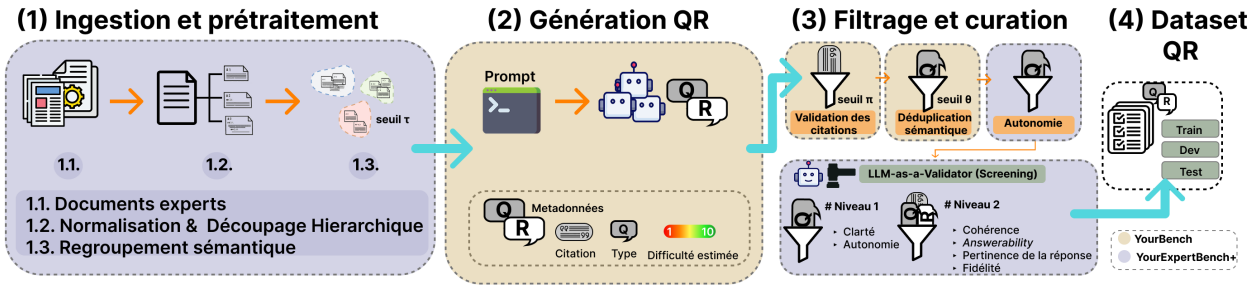 (1) Ingestion et prétraitement
seuil τ
1.1.
1.2.
1.3.
1.1. Documents experts
1.2. Normalisation & Découpage Hierarchique
1.3. Regroupement sémantique
(2) Génération QR
Prompt
Q
R
Q
R
Metadonnées
Citation
Q
Type
1
10
Difficulté estimée
(3) Filtrage et curation
seuil π
Validation des
citations
seuil θ
Déduplication
sémantique
Autonomie
LLM-as-a-Validator (Screening)
# Niveau 1
Clarté
Autonomie
# Niveau 2
Cohérence
Answerability
Pertinence de la réponse
Fidélité
(4) Dataset
QR
Q
R
Train
Dev
Test
YourBench
YourExpertBench+